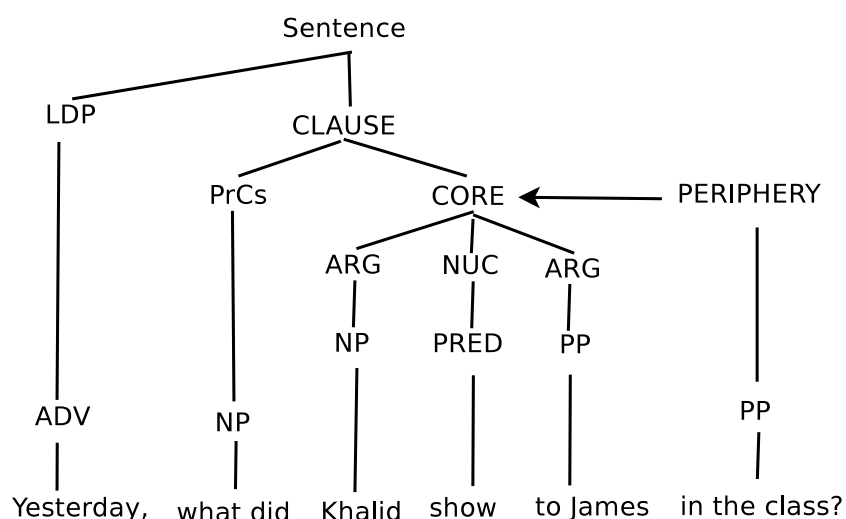 Sentence
LDP
CLAUSE
PrCs CORE PERIPHERY
ARG NUC ARG
NP PRED PP
ADV NP PP
Yesterday, what did Khalid show to James in the class?